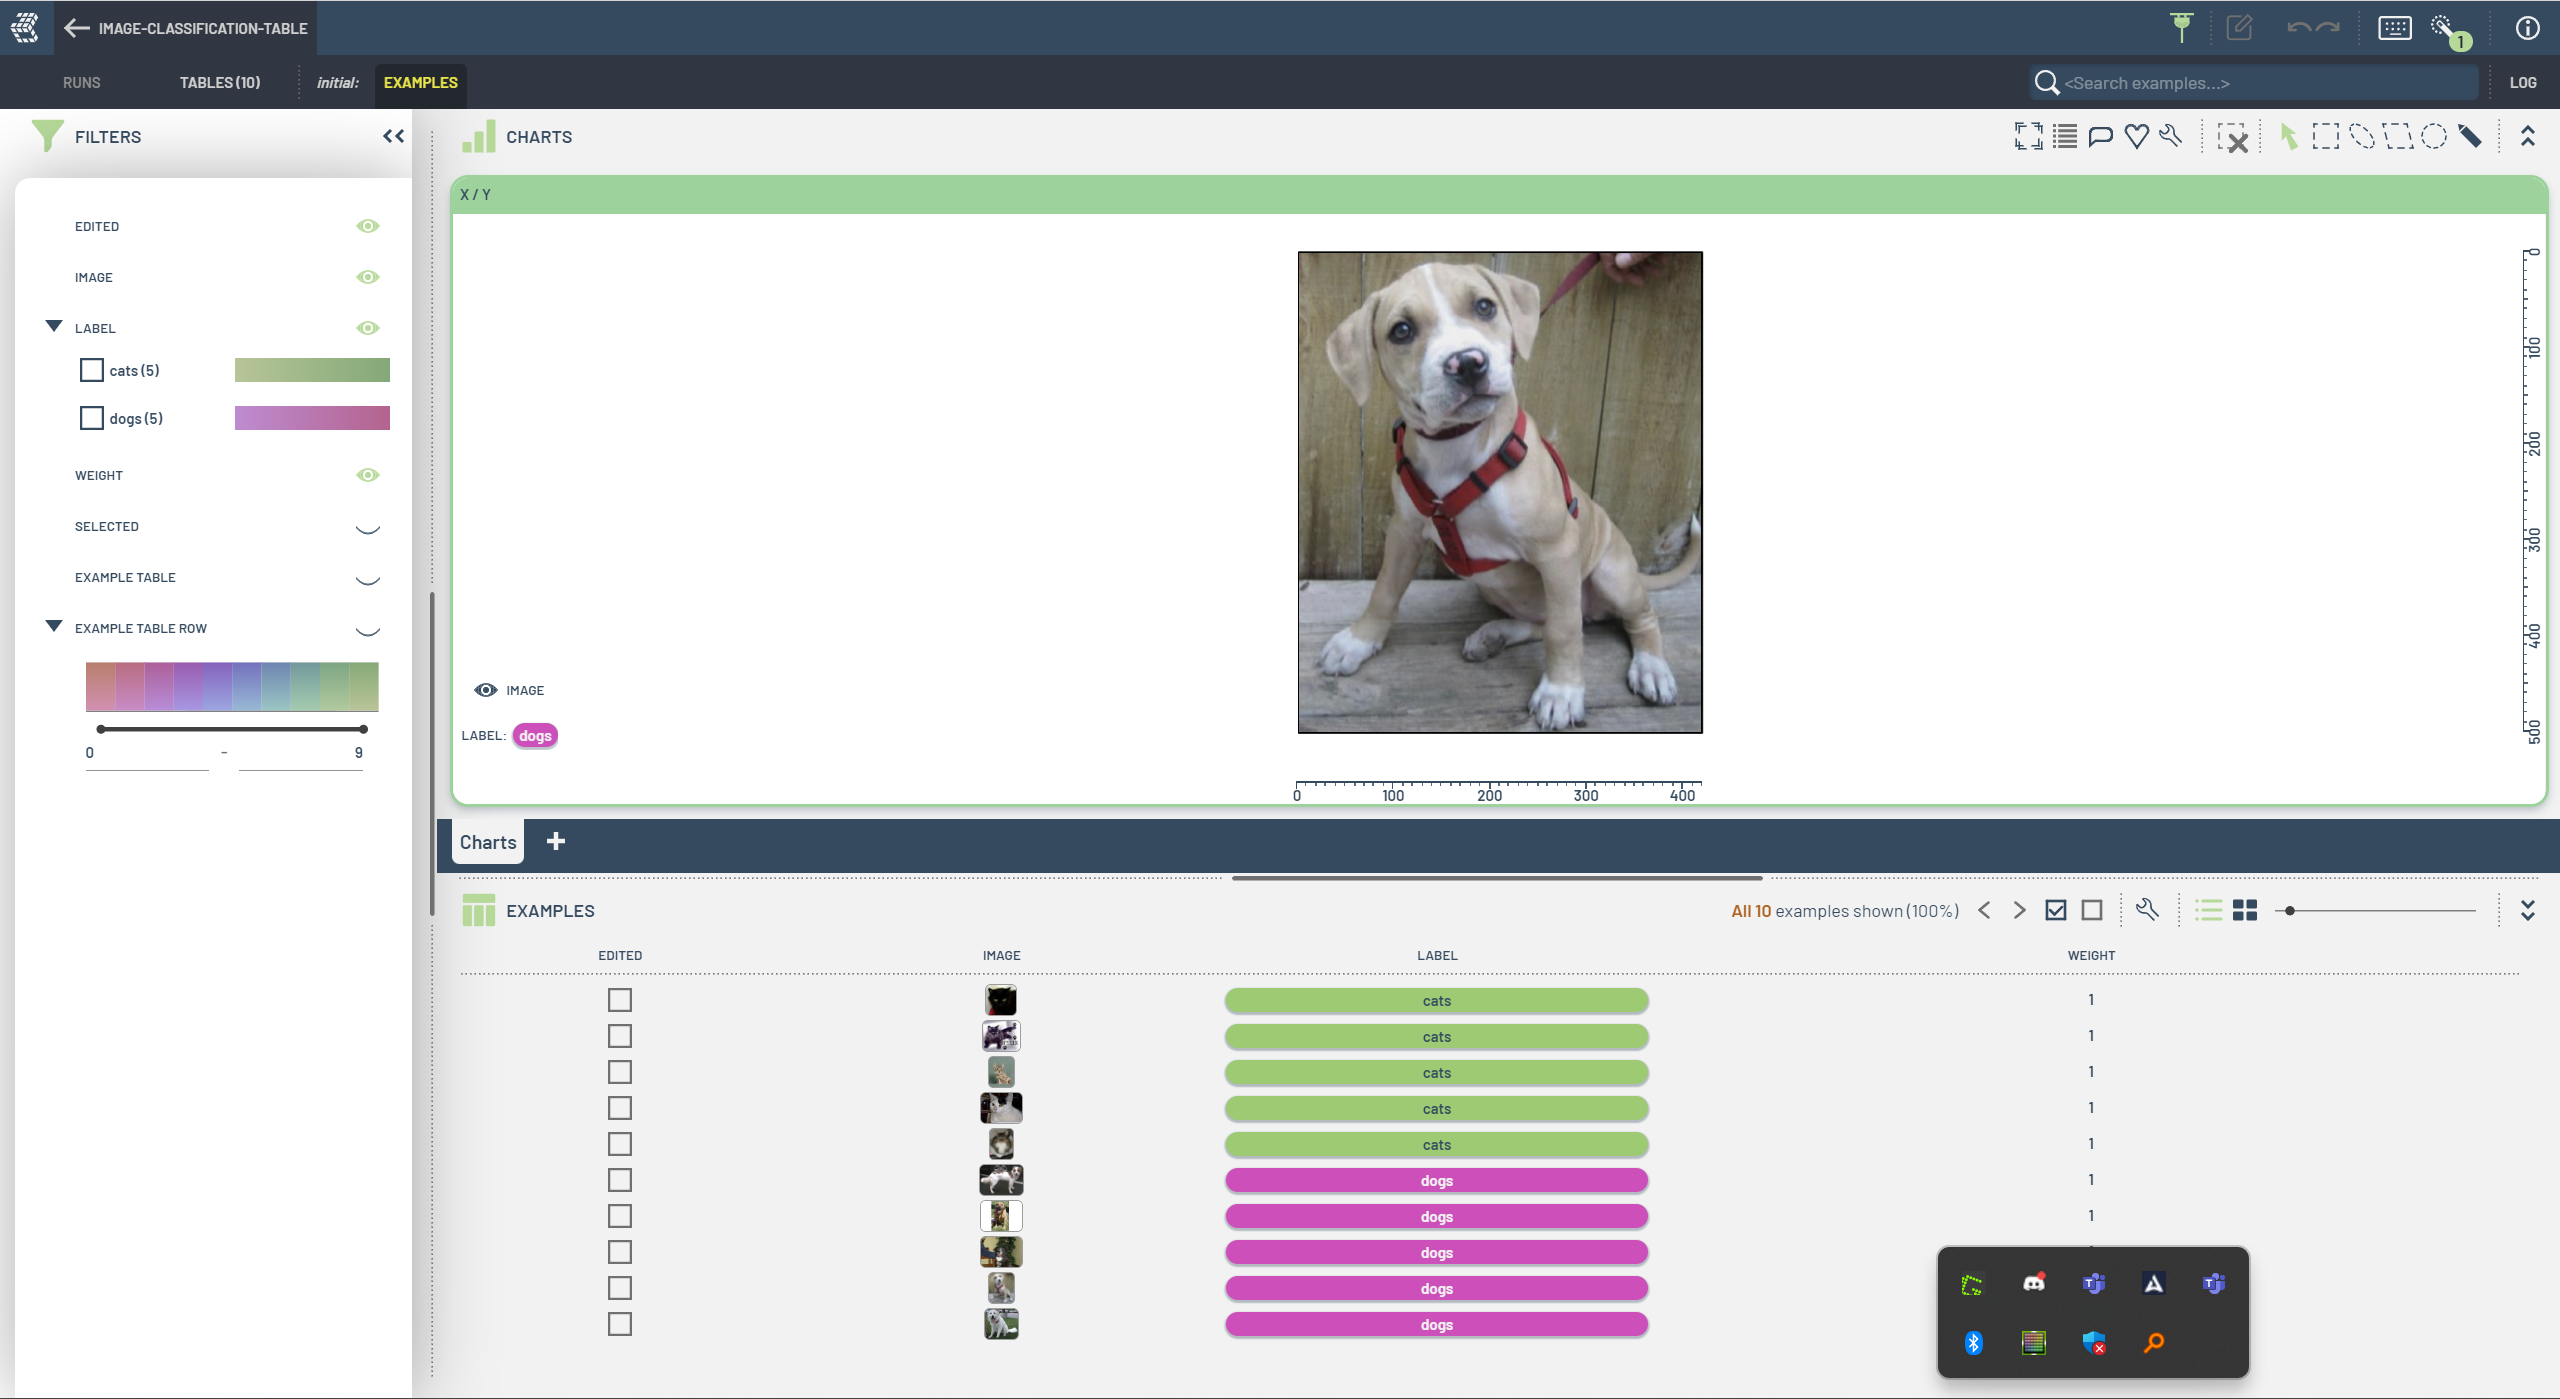 IMAGE-CLASSIFICATION-TABLE
1
RUNS
TABLES (10)
initial:
EXAMPLES
<Search examples...>
LOG
FILTERS
EDITED
IMAGE
LABEL
cats (5)
dogs (5)
WEIGHT
SELECTED
EXAMPLE TABLE
EXAMPLE TABLE ROW
0 - 9
CHARTS
X / Y
0
100
200
300
400
500
IMAGE
LABEL: dogs
0 100 200 300 400
Charts
EXAMPLES
All 10 examples shown (100%)
EDITED IMAGE LABEL WEIGHT
cats 1
cats 1
cats 1
cats 1
cats 1
dogs 1
dogs 1
dogs
dogs
dogs